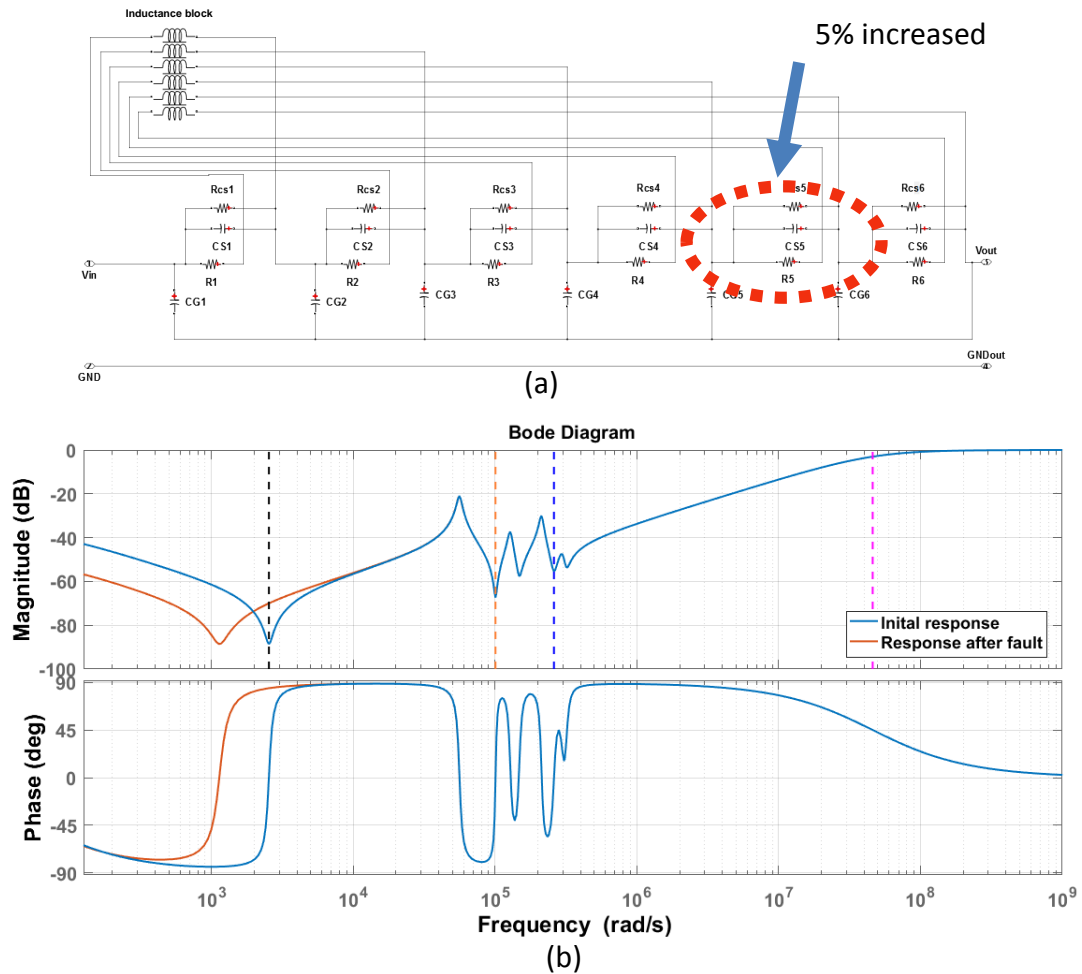 Inductance block
5% increased
Rcs1
Rcs2
Rcs3
Rcs4
cs5
Rcs6
CS1
CS2
CS3
CS4
CS5
CS6
Vin
R1
R2
R3
R4
R5
R6
Vout
CG1
CG2
CG3
CG4
CG5
CG6
GND
GNDout
(a)
Bode Diagram
Magnitude (dB)
0
-20
-40
-60
-80
-100
Inital response
Response after fault
Phase (deg)
90
45
0
-45
-90
10³ 10⁴ 10⁵ 10⁶ 10⁷ 10⁸ 10⁹
Frequency (rad/s)
(b)